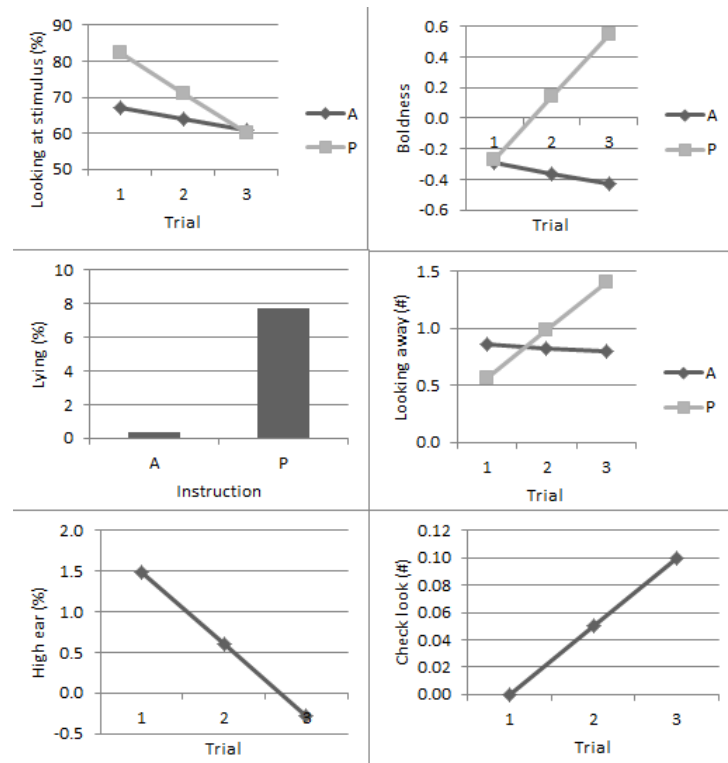 Looking at stimulus (%)
90
80
70
60
50
1 2 3
Trial
A
P
Boldness
0.6
0.4
0.2
0.0
-0.2
-0.4
-0.6
1 2 3
Trial
A
P
Lying (%)
10
8
6
4
2
0
A P
Instruction
Looking away (#)
1.5
1.0
0.5
0.0
1 2 3
Trial
A
P
High ear (%)
2.0
1.5
1.0
0.5
0.0
-0.5
1 2 3
Trial
Check look (#)
0.12
0.10
0.08
0.06
0.04
0.02
0.00
1 2 3
Trial